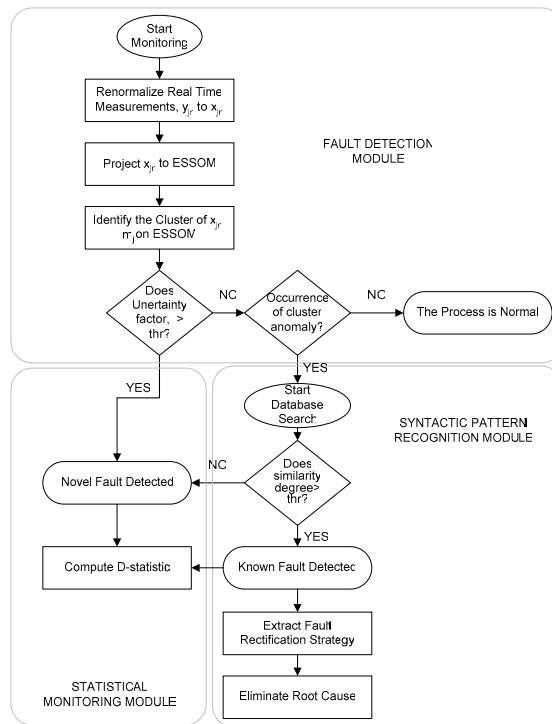 Start
Monitoring
Renormalize Real Time
Measurements, yjr to xjr
FAULT DETECTION
MODULE
Project xjr to ESSOM
Identify the Cluster of xjr
mj on ESSOM
Does
Unertainty
factor, >
thr?
NC
Occurrence
of cluster
anomaly?
NC
The Process is Normal
YES
YES
Start
Database
Search
SYNTACTIC PATTERN
RECOGNITION MODULE
Novel Fault Detected
NC
Does
similarity
degree>
thr?
YES
Compute D-statistic
Known Fault Detected
Extract Fault
Rectification Strategy
STATISTICAL
MONITORING MODULE
Eliminate Root Cause